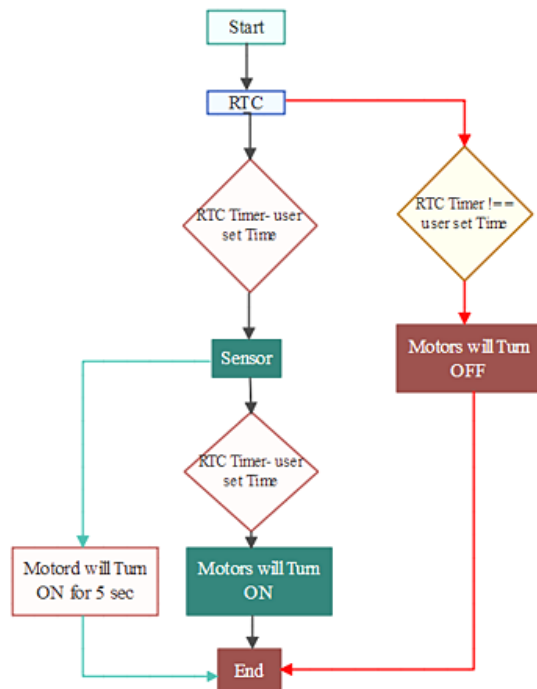 Start
RTC
RTC Timer- user
set Time
RTC Timer !==
user set Time
Sensor
Motors will Turn
OFF
RTC Timer- user
set Time
Motord will Turn
ON for 5 sec
Motors will Turn
ON
End